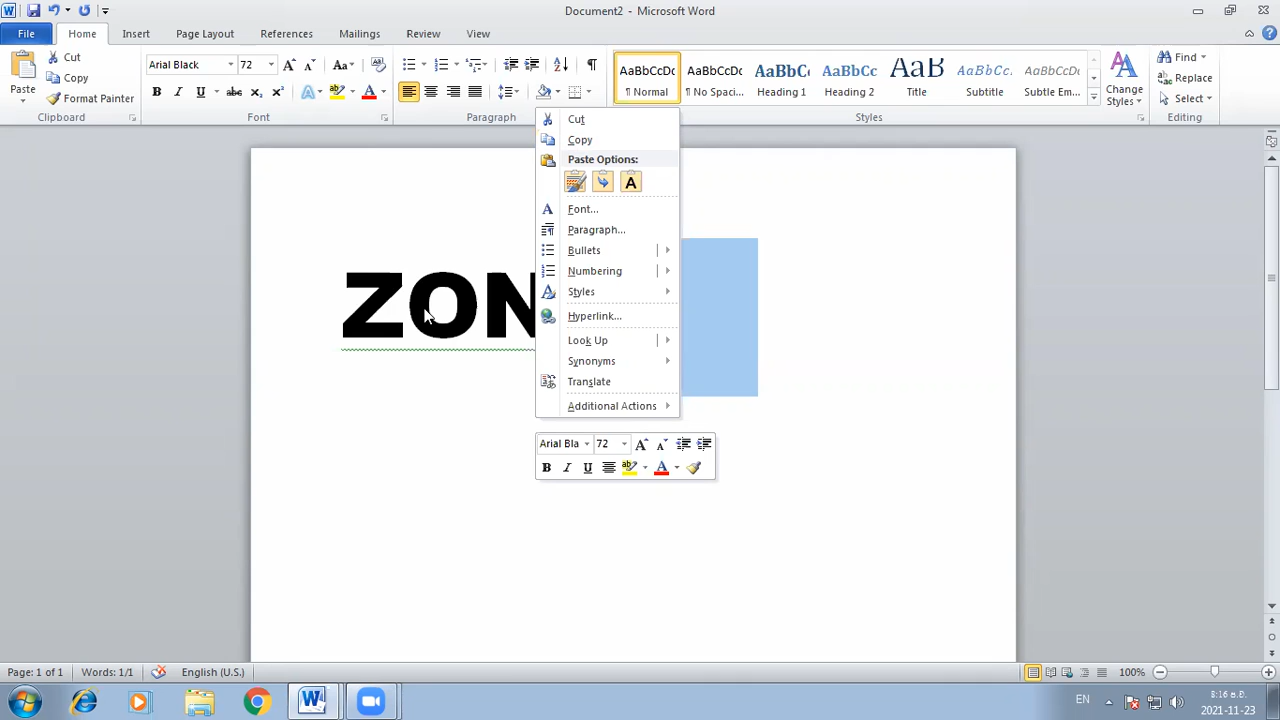 Document2 - Microsoft Word
File Home Insert Page Layout References Mailings Review View
Cut
Copy
Format Painter
Paste
Clipboard
Arial Black 72
Font
Paragraph
AaBbCcDc AaBbCcDc AaBbC AaBbCc AaB AaBbCcI AaBbCcDc
¶ Normal ¶ No Spaci... Heading 1 Heading 2 Title Subtitle Subtle Em...
Change
Styles
Styles
Find
Replace
Select
Editing
Cut
Copy
Paste Options:
Font...
Paragraph...
Bullets
Numbering
Styles
Hyperlink...
Look Up
Synonyms
Translate
Additional Actions
ZON
Arial Bla 72
Page: 1 of 1 Words: 1/1 English (U.S.) 100%
EN
2021-11-23